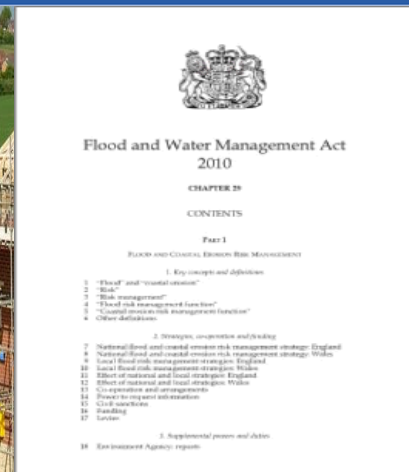 Flood and Water Management Act
2010
CHAPTER 29
CONTENTS
PART 1
FLOOD AND COASTAL EROSION RISK MANAGEMENT
1. Key concepts and definitions
1 "Flood" and "coastal erosion"
2 "Risk"
3 "Risk management"
4 "Flood risk management function"
5 "Coastal erosion risk management function"
6 Other definitions
2. Strategies, co-operation and funding
7 National flood and coastal erosion risk management strategy: England
8 National flood and coastal erosion risk management strategy: Wales
9 Local flood risk management strategies: England
10 Local flood risk management strategies: Wales
11 Effect of national and local strategies: England
12 Effect of national and local strategies: Wales
13 Co-operation and arrangements
14 Power to request information
15 Civil sanctions
16 Funding
17 Levies
3. Supplemental powers and duties
18 Environment Agency: reports